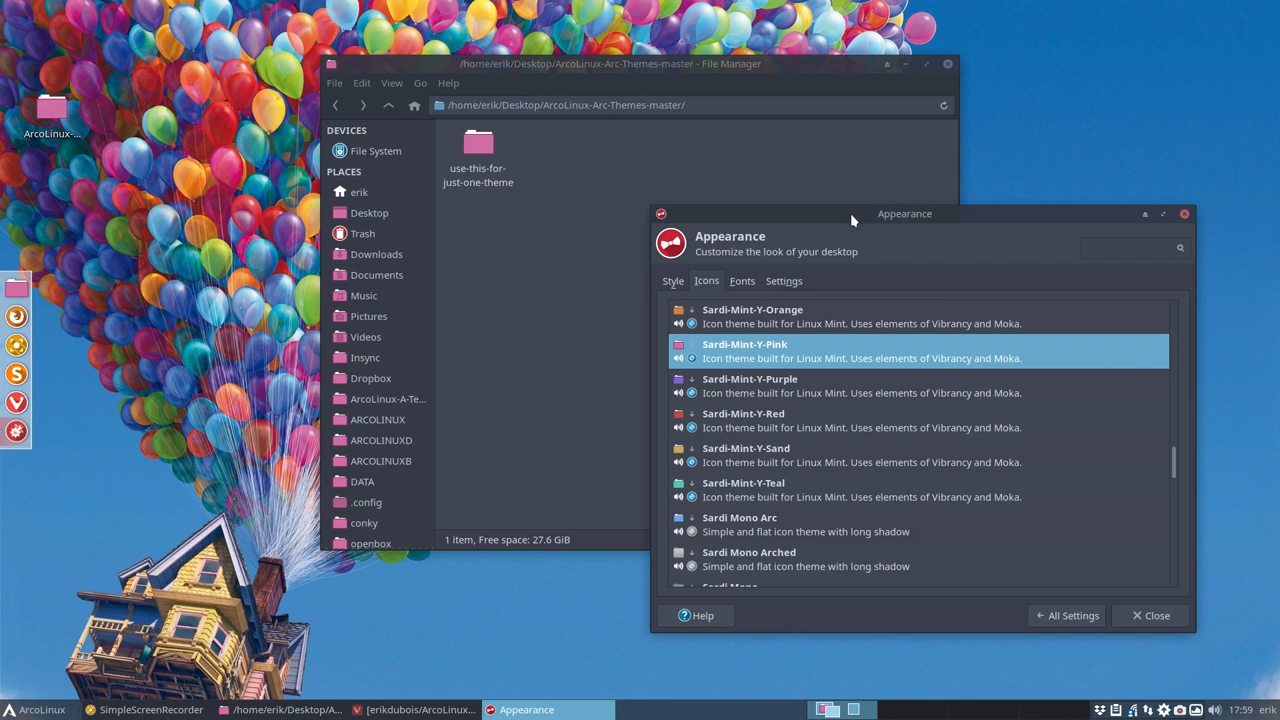 ArcoLinux-...
/home/erik/Desktop/ArcoLinux-Arc-Themes-master - File Manager
File Edit View Go Help
/home/erik/Desktop/ArcoLinux-Arc-Themes-master/
DEVICES
File System
PLACES
erik
Desktop
Trash
Downloads
Documents
Music
Pictures
Videos
Insync
Dropbox
ArcoLinux-A-Te...
ARCOLINUX
ARCOLINUXD
ARCOLINUXB
DATA
.config
conky
openbox
use-this-for-
just-one-theme
1 item, Free space: 27.6 GiB
Appearance
Appearance
Customize the look of your desktop
Style Icons Fonts Settings
Sardi-Mint-Y-Orange
Icon theme built for Linux Mint. Uses elements of Vibrancy and Moka.
Sardi-Mint-Y-Pink
Icon theme built for Linux Mint. Uses elements of Vibrancy and Moka.
Sardi-Mint-Y-Purple
Icon theme built for Linux Mint. Uses elements of Vibrancy and Moka.
Sardi-Mint-Y-Red
Icon theme built for Linux Mint. Uses elements of Vibrancy and Moka.
Sardi-Mint-Y-Sand
Icon theme built for Linux Mint. Uses elements of Vibrancy and Moka.
Sardi-Mint-Y-Teal
Icon theme built for Linux Mint. Uses elements of Vibrancy and Moka.
Sardi Mono Arc
Simple and flat icon theme with long shadow
Sardi Mono Arched
Simple and flat icon theme with long shadow
Sardi Mono
Help
All Settings
Close
ArcoLinux
SimpleScreenRecorder
/home/erik/Desktop/A...
[erikdubois/ArcoLinux...
Appearance
17:59 erik